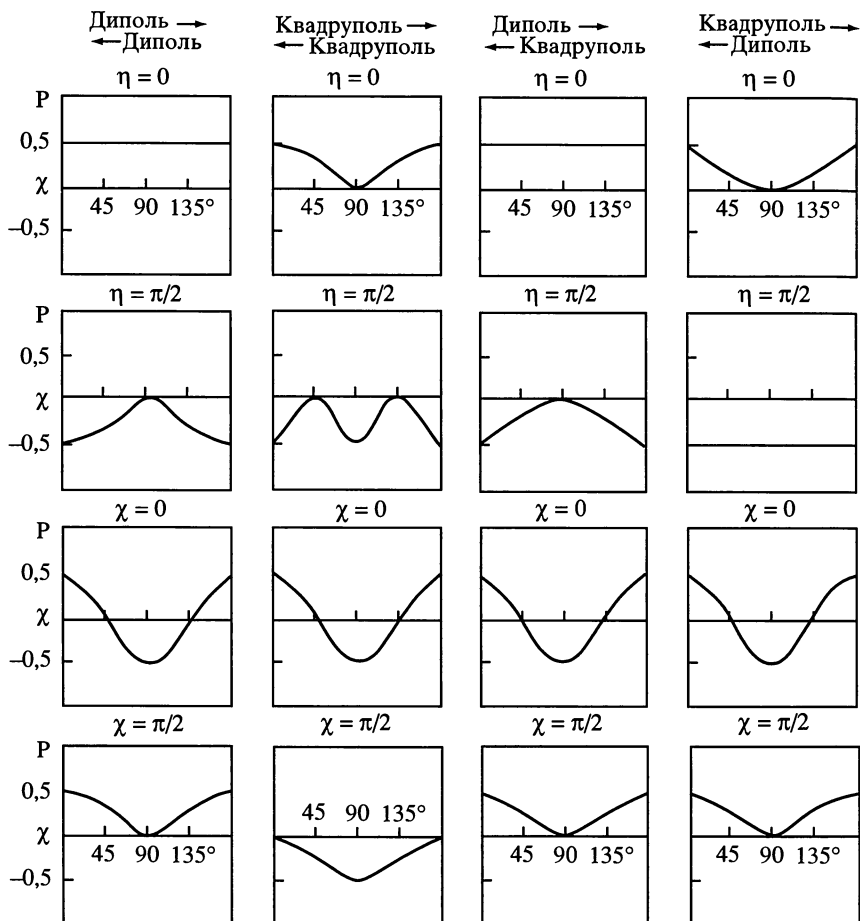 Диполь → Квадруполь → Диполь → Квадруполь →
← Диполь ← Квадруполь ← Квадруполь ← Диполь
η = 0 η = 0 η = 0 η = 0
P
0,5
χ
45 90 135° 45 90 135° 45 90 135° 45 90 135°
–0,5
η = π/2 η = π/2 η = π/2 η = π/2
P
0,5
χ
–0,5
χ = 0 χ = 0 χ = 0 χ = 0
P
0,5
χ
–0,5
χ = π/2 χ = π/2 χ = π/2 χ = π/2
P
0,5
45 90 135°
χ
45 90 135° 45 90 135° 45 90 135°
–0,5